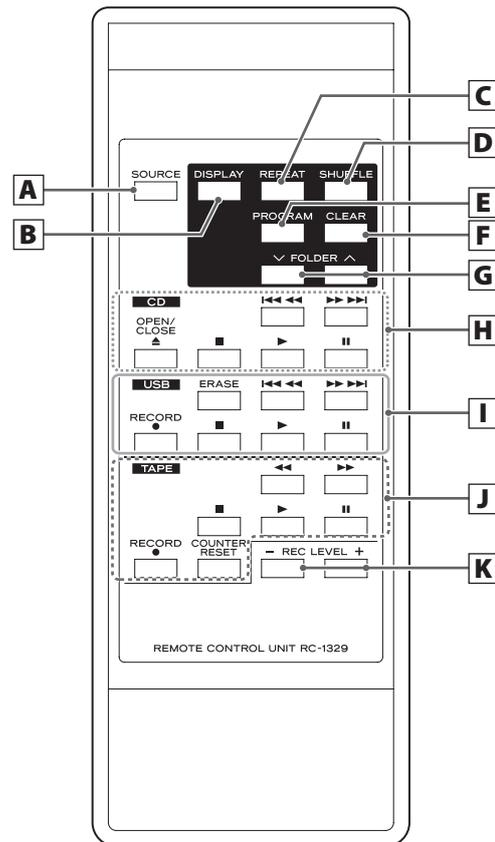 C
D
SOURCE DISPLAY REPEAT SHUFFLE
A
E
PROGRAM CLEAR
B
F
FOLDER
G
CD
OPEN/
CLOSE
H
USB ERASE
I
RECORD
TAPE
J
RECORD COUNTER
RESET
- REC LEVEL +
K
REMOTE CONTROL UNIT RC-1329